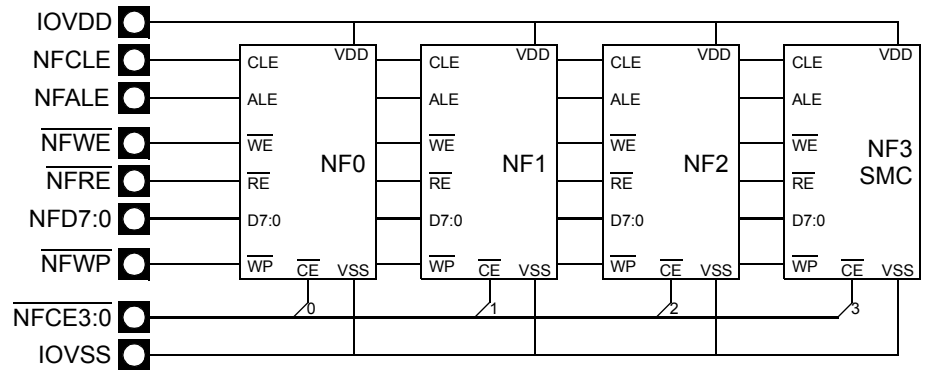 IOVDD
NFCLE
NFALE
NFWE
NFRE
NFD7:0
NFWP
NFCE3:0
IOVSS
VDD
CLE
ALE
WE
NF0
RE
D7:0
WP
CE
VSS
0
VDD
CLE
ALE
WE
NF1
RE
D7:0
WP
CE
VSS
1
VDD
CLE
ALE
WE
NF2
RE
D7:0
WP
CE
VSS
2
VDD
CLE
ALE
WE
NF3
SMC
RE
D7:0
WP
CE
VSS
3